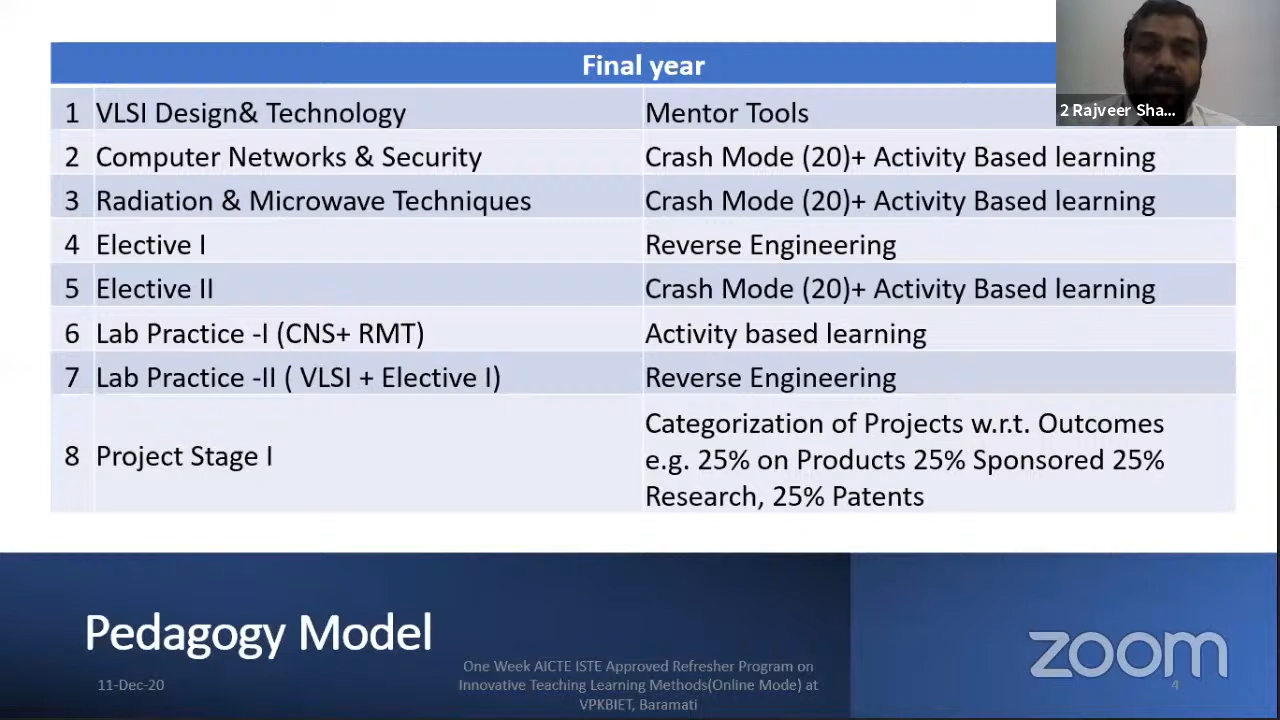 Final year
2 Rajveer Sha...
1 VLSI Design& Technology Mentor Tools
2 Computer Networks & Security Crash Mode (20)+ Activity Based learning
3 Radiation & Microwave Techniques Crash Mode (20)+ Activity Based learning
4 Elective I Reverse Engineering
5 Elective II Crash Mode (20)+ Activity Based learning
6 Lab Practice -I (CNS+ RMT) Activity based learning
7 Lab Practice -II ( VLSI + Elective I) Reverse Engineering
8 Project Stage I
Categorization of Projects w.r.t. Outcomes
e.g. 25% on Products 25% Sponsored 25%
Research, 25% Patents
Pedagogy Model
zoom
11-Dec-20
One Week AICTE ISTE Approved Refresher Program on
Innovative Teaching Learning Methods(Online Mode) at
VPKBIET, Baramati
4